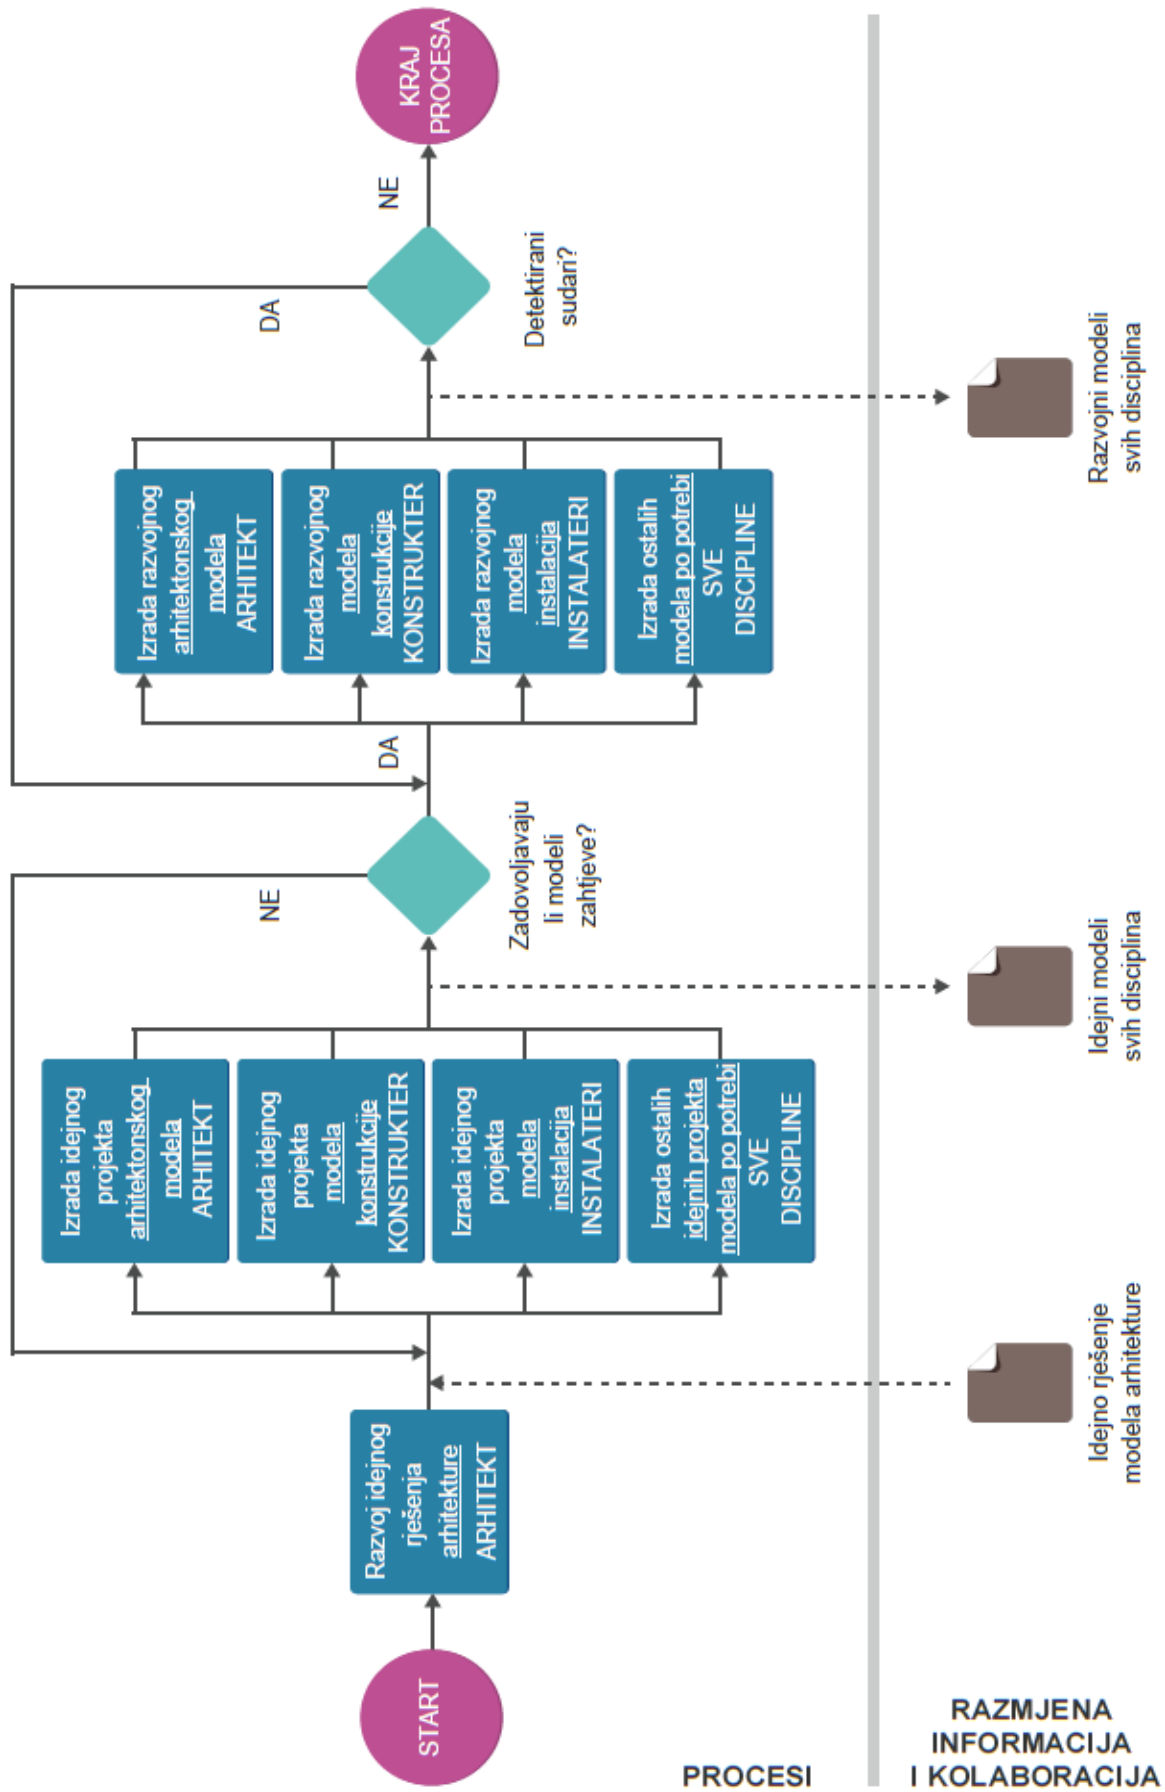 START
Razvoj idejnog
rješenja
arhitekture
ARHITEKT
Izrada idejnog
projekta
arhitektonskog
modela
ARHITEKT
Izrada idejnog
projekta
modela
konstrukcije
KONSTRUKTER
Izrada idejnog
projekta
modela
instalacija
INSTALATERI
Izrada ostalih
idejnih projekta
modela po potrebi
SVE
DISCIPLINE
NE
Zadovoljavaju
li modeli
zahtjeve?
DA
Izrada razvojnog
arhitektonskog
modela
ARHITEKT
Izrada razvojnog
modela
konstrukcije
KONSTRUKTER
Izrada razvojnog
modela
instalacija
INSTALATERI
Izrada ostalih
modela po potrebi
SVE
DISCIPLINE
DA
Detektirani
sudari?
NE
KRAJ
PROCESA
PROCESI
RAZMJENA
INFORMACIJA
I KOLABORACIJA
Idejno rješenje
modela arhitekture
Idejni modeli
svih disciplina
Razvojni modeli
svih disciplina